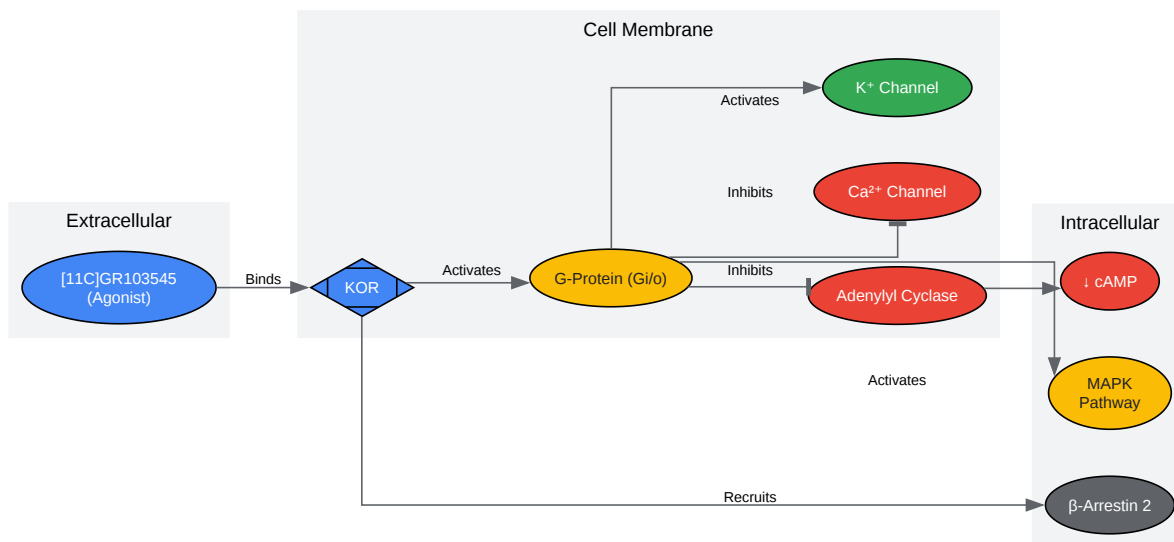 Cell Membrane
K⁺ Channel
Activates
Ca²⁺ Channel
Inhibits
Extracellular
Intracellular
[11C]GR103545
(Agonist)
Binds
KOR
Activates
G-Protein (Gi/o)
Inhibits
Adenylyl Cyclase
↓ cAMP
Activates
MAPK
Pathway
Recruits
β-Arrestin 2